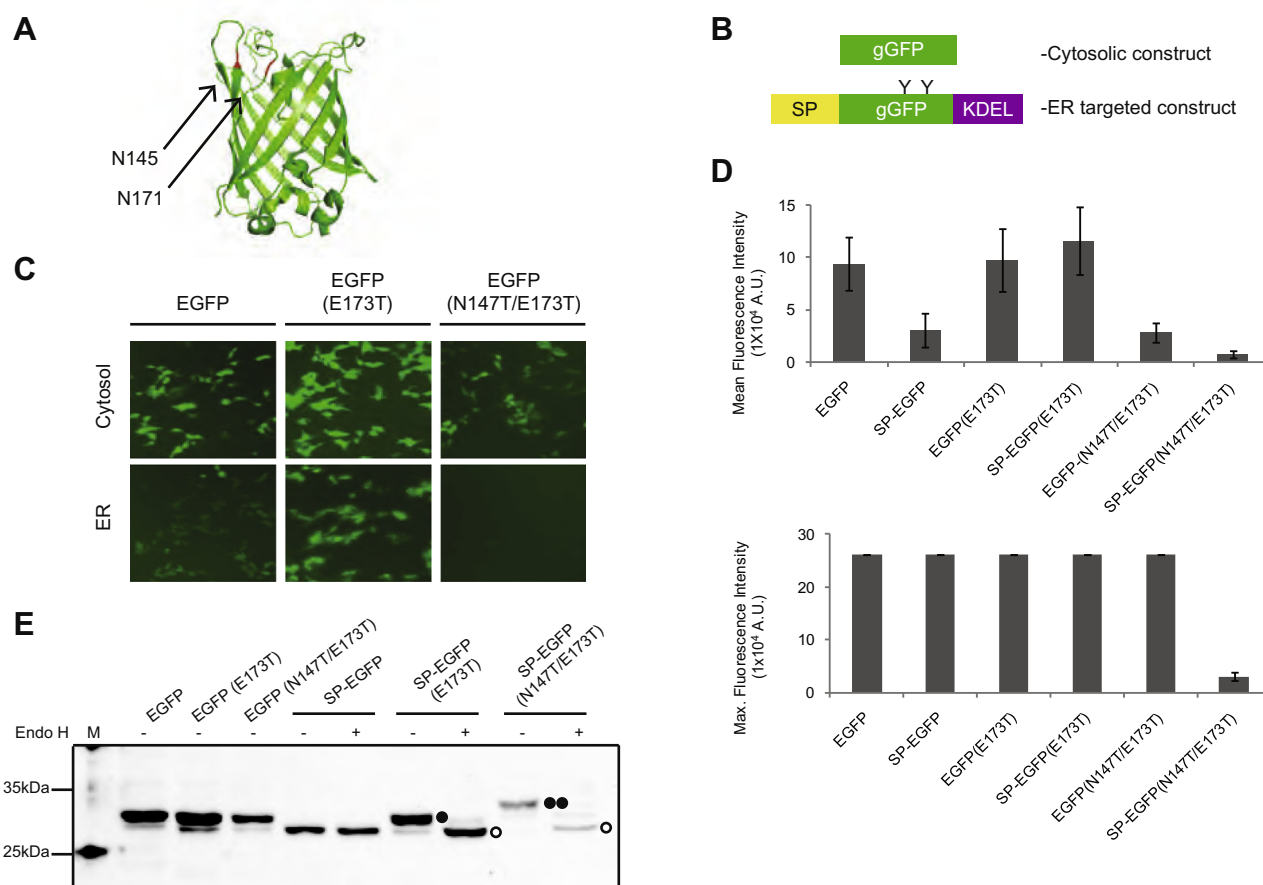 A
N145
N171
B
gGFP
-Cytosolic construct
Y Y
SP
gGFP
KDEL
-ER targeted construct
C
EGFP
EGFP
(E173T)
EGFP
(N147T/E173T)
Cytosol
ER
D
Mean Fluorescence Intensity
(1X10⁴ A.U.)
15
10
5
0
EGFP
SP-EGFP
EGFP(E173T)
SP-EGFP(E173T)
EGFP-(N147T/E173T)
SP-EGFP(N147T/E173T)
Max. Fluorescence Intensity
(1x10⁴ A.U.)
30
20
10
0
EGFP
SP-EGFP
EGFP(E173T)
SP-EGFP(E173T)
EGFP(N147T/E173T)
SP-EGFP(N147T/E173T)
E
EGFP
EGFP (E173T)
EGFP (N147T/E173T)
SP-EGFP
SP-EGFP
(E173T)
SP-EGFP
(N147T/E173T)
Endo H M - - - - + - + - +
35kDa
25kDa